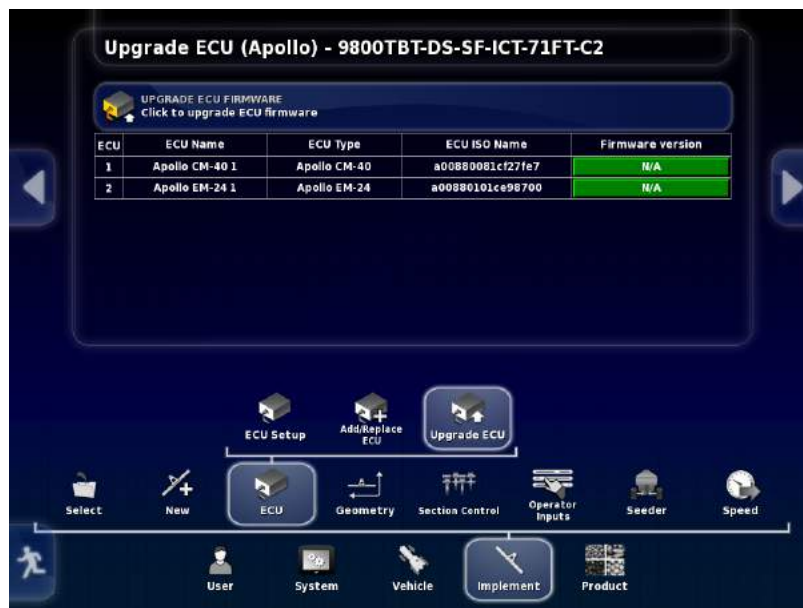 Upgrade ECU (Apollo) - 9800TBT-DS-SF-ICT-71FT-C2
UPGRADE ECU FIRMWARE
Click to upgrade ECU firmware
ECU ECU Name ECU Type ECU ISO Name Firmware version
1 Apollo CM-40 1 Apollo CM-40 a00880081cf27fe7 N/A
2 Apollo EM-24 1 Apollo EM-24 a00880101ce98700 N/A
ECU Setup Add/Replace ECU Upgrade ECU
Select New ECU Geometry Section Control Operator Inputs Seeder Speed
User System Vehicle Implement Product